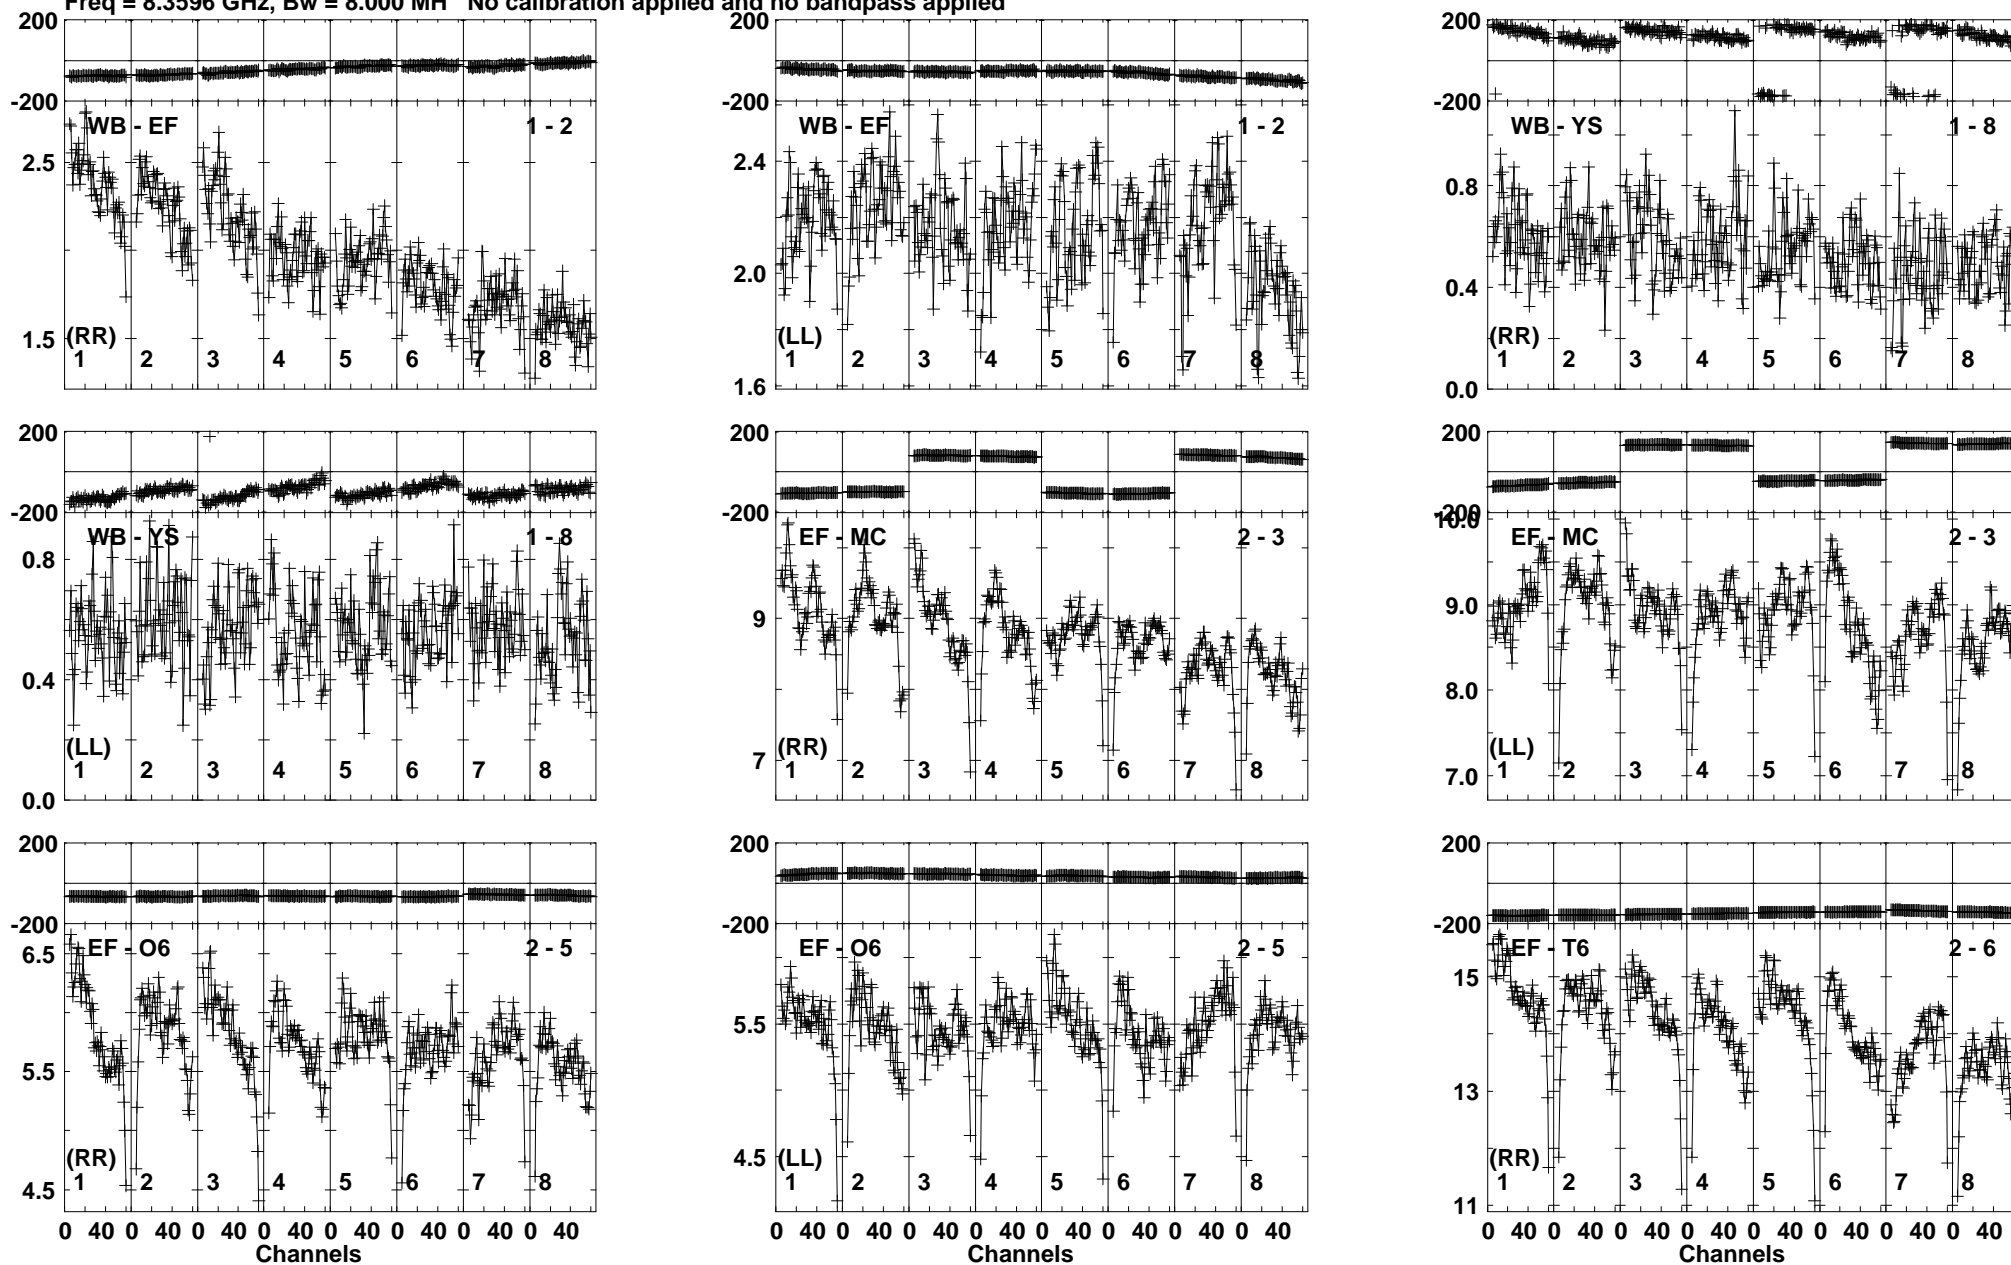 Freq = 8.3596 GHz, Bw = 8.000 MH No calibration applied and no bandpass applied
200 200 200
-200 -200 -200
WB - EF 1 - 2 WB - EF 1 - 2 WB - YS 1 - 8
2.5 2.4 0.8
2.0 0.4
1.5 1.6 0.0
(RR) (LL) (RR)
1 2 3 4 5 6 7 8 1 2 3 4 5 6 7 8 1 2 3 4 5 6 7 8
200 200 200
-200 -200 -200
WB - YS 1 - 8 EF - MC 2 - 3 EF - MC 2 - 3
10.0
0.8 9 9.0
0.4 8.0
0.0 7 7.0
(LL) (RR) (LL)
1 2 3 4 5 6 7 8 1 2 3 4 5 6 7 8 1 2 3 4 5 6 7 8
200 200 200
-200 -200 -200
EF - O6 2 - 5 EF - O6 2 - 5 EF - T6 2 - 6
6.5 15
5.5 5.5 13
4.5 4.5 11
(RR) (LL) (RR)
1 2 3 4 5 6 7 8 1 2 3 4 5 6 7 8 1 2 3 4 5 6 7 8
0 40 0 40 0 40 0 40 0 40 0 40 0 40 0 40 0 40 0 40 0 40 0 40 0 40 0 40 0 40 0 40 0 40 0 40 0 40 0 40 0 40 0 40 0 40 0 40
Channels Channels Channels